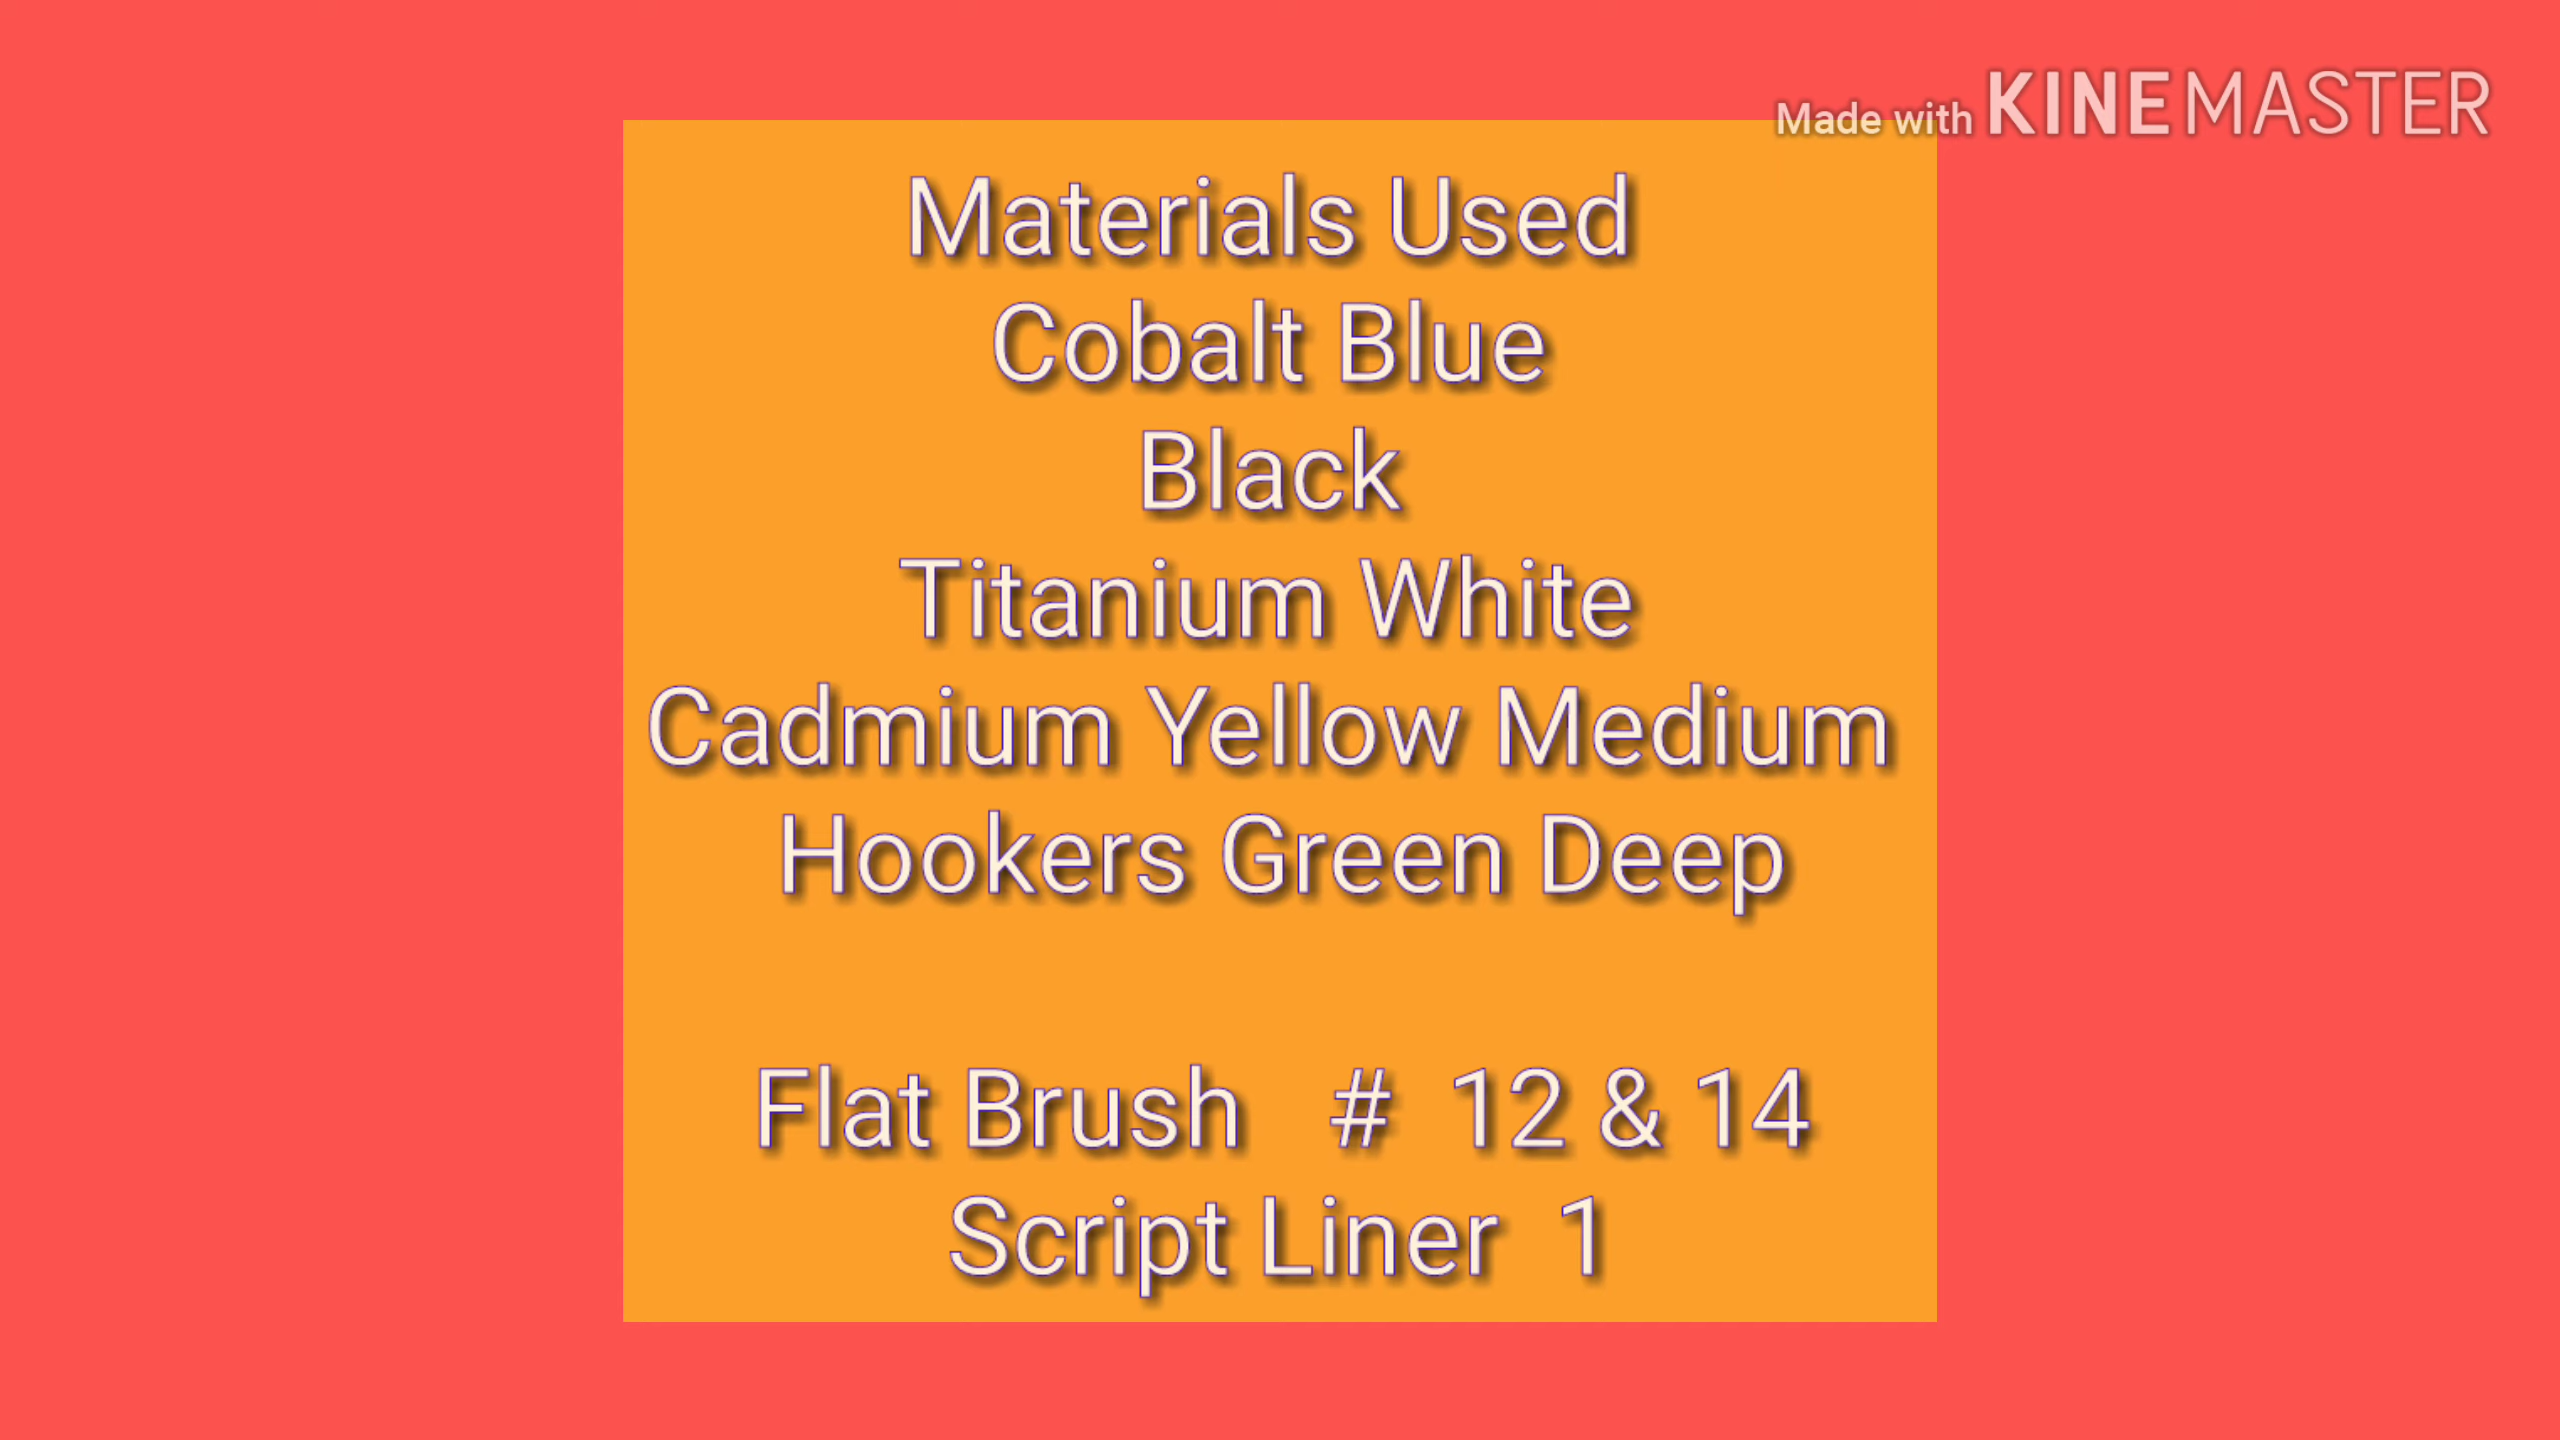 Made with KINEMASTER
Materials Used
Cobalt Blue
Black
Titanium White
Cadmium Yellow Medium
Hookers Green Deep
Flat Brush # 12 & 14
Script Liner 1